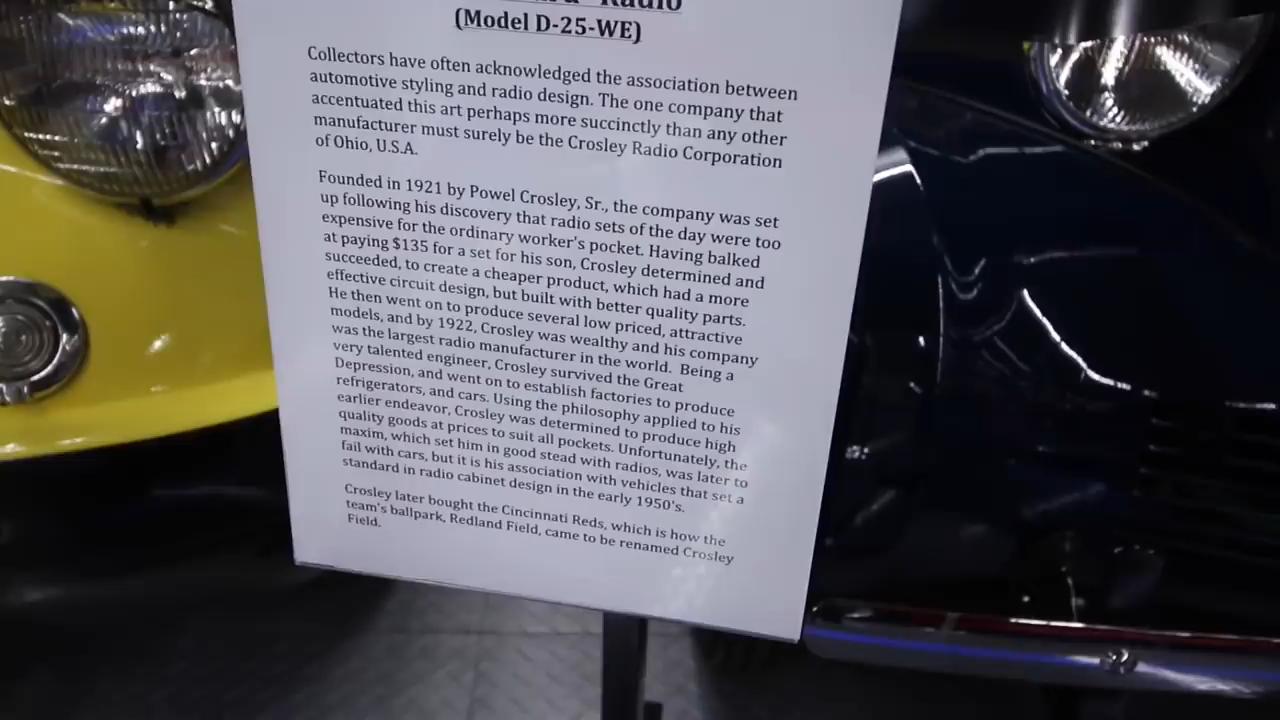 Radio
(Model D-25-WE)
Collectors have often acknowledged the association between
automotive styling and radio design. The one company that
accentuated this art perhaps more succinctly than any other
manufacturer must surely be the Crosley Radio Corporation
of Ohio, U.S.A.
Founded in 1921 by Powel Crosley, Sr., the company was set
up following his discovery that radio sets of the day were too
expensive for the ordinary worker's pocket. Having balked
at paying $135 for a set for his son, Crosley determined and
succeeded, to create a cheaper product, which had a more
effective circuit design, but built with better quality parts.
He then went on to produce several low priced, attractive
models, and by 1922, Crosley was wealthy and his company
was the largest radio manufacturer in the world. Being a
very talented engineer, Crosley survived the Great
Depression, and went on to establish factories to produce
refrigerators, and cars. Using the philosophy applied to his
earlier endeavor, Crosley was determined to produce high
quality goods at prices to suit all pockets. Unfortunately, the
maxim, which set him in good stead with radios, was later to
fail with cars, but it is his association with vehicles that set a
standard in radio cabinet design in the early 1950's.
Crosley later bought the Cincinnati Reds, which is how the
team's ballpark, Redland Field, came to be renamed Crosley
Field.